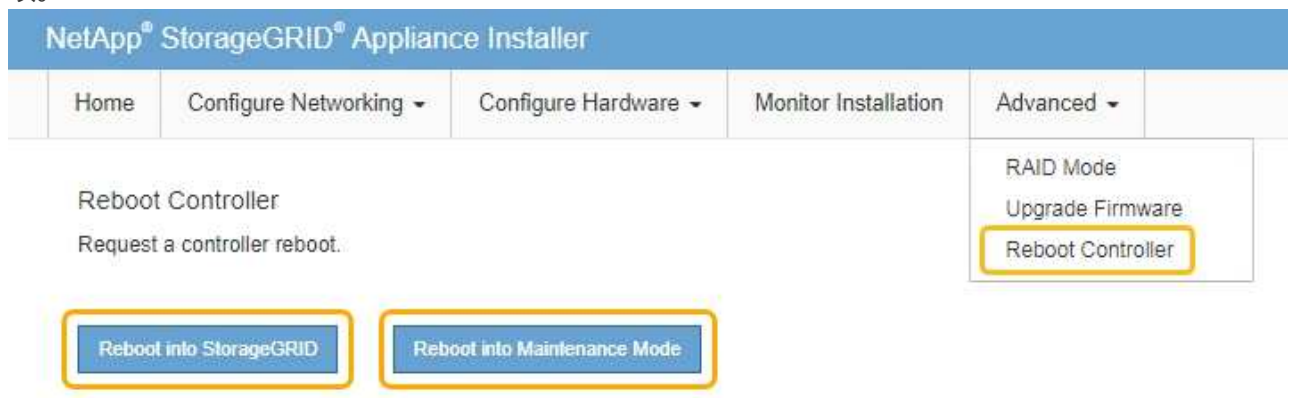 NetApp® StorageGRID® Appliance Installer
Home Configure Networking Configure Hardware Monitor Installation Advanced
RAID Mode
Upgrade Firmware
Reboot Controller
Reboot Controller
Request a controller reboot.
Reboot into StorageGRID Reboot into Maintenance Mode